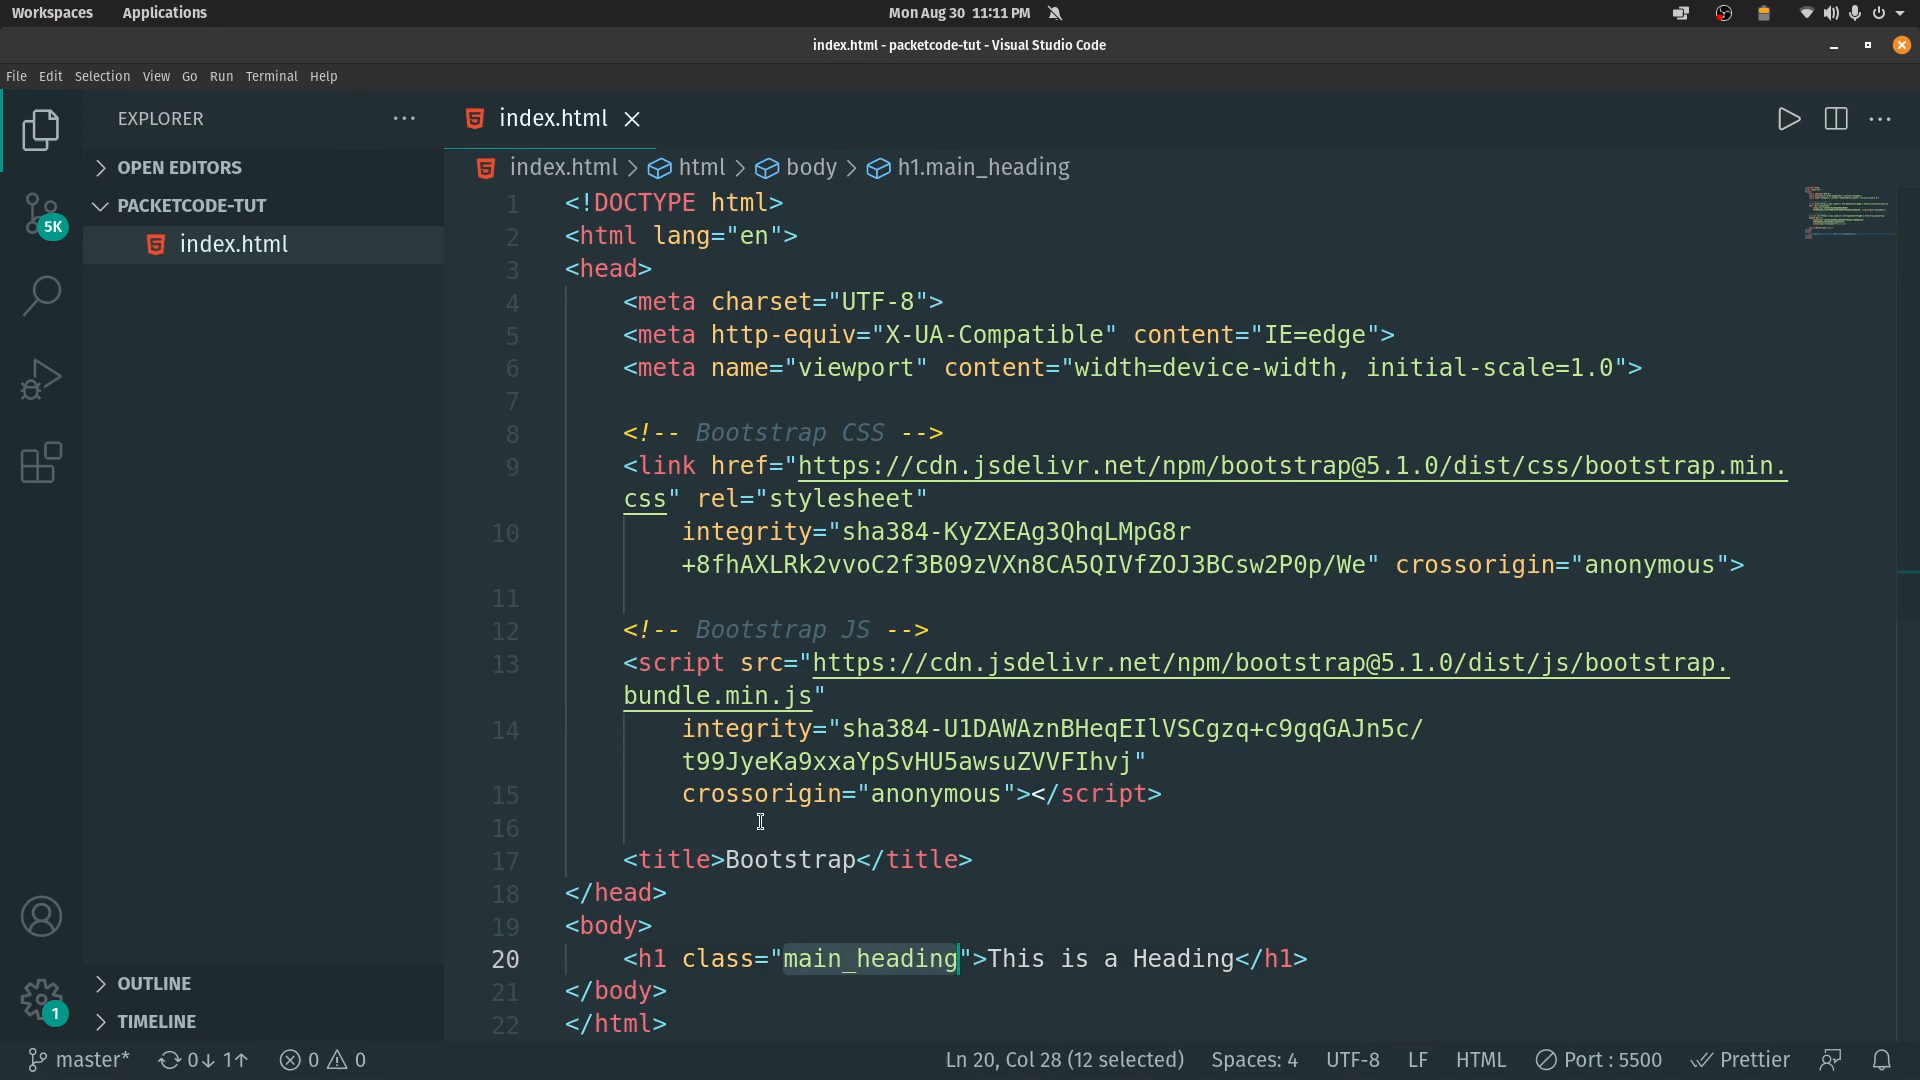 Workspaces Applications Mon Aug 30 11:11 PM
index.html - packetcode-tut - Visual Studio Code
File Edit Selection View Go Run Terminal Help
EXPLORER ···
OPEN EDITORS
PACKETCODE-TUT
index.html
5K
OUTLINE
TIMELINE
1
index.html
index.html > html > body > h1.main_heading
1 <!DOCTYPE html>
2 <html lang="en">
3 <head>
4 <meta charset="UTF-8">
5 <meta http-equiv="X-UA-Compatible" content="IE=edge">
6 <meta name="viewport" content="width=device-width, initial-scale=1.0">
7
8 <!-- Bootstrap CSS -->
9 <link href="https://cdn.jsdelivr.net/npm/bootstrap@5.1.0/dist/css/bootstrap.min.
css" rel="stylesheet"
10 integrity="sha384-KyZXEAg3QhqLMpG8r
+8fhAXLRk2vvoC2f3B09zVXn8CA5QIVfZOJ3BCsw2P0p/We" crossorigin="anonymous">
11
12 <!-- Bootstrap JS -->
13 <script src="https://cdn.jsdelivr.net/npm/bootstrap@5.1.0/dist/js/bootstrap.
bundle.min.js"
14 integrity="sha384-U1DAWAznBHeqEIlVSCgzq+c9gqGAJn5c/
t99JyeKa9xxaYpSvHU5awsuZVVFIhvj"
15 crossorigin="anonymous"></script>
16
17 <title>Bootstrap</title>
18 </head>
19 <body>
20 <h1 class="main_heading">This is a Heading</h1>
21 </body>
22 </html>
master* 0↓ 1↑ 0 0 Ln 20, Col 28 (12 selected) Spaces: 4 UTF-8 LF HTML Port : 5500 Prettier